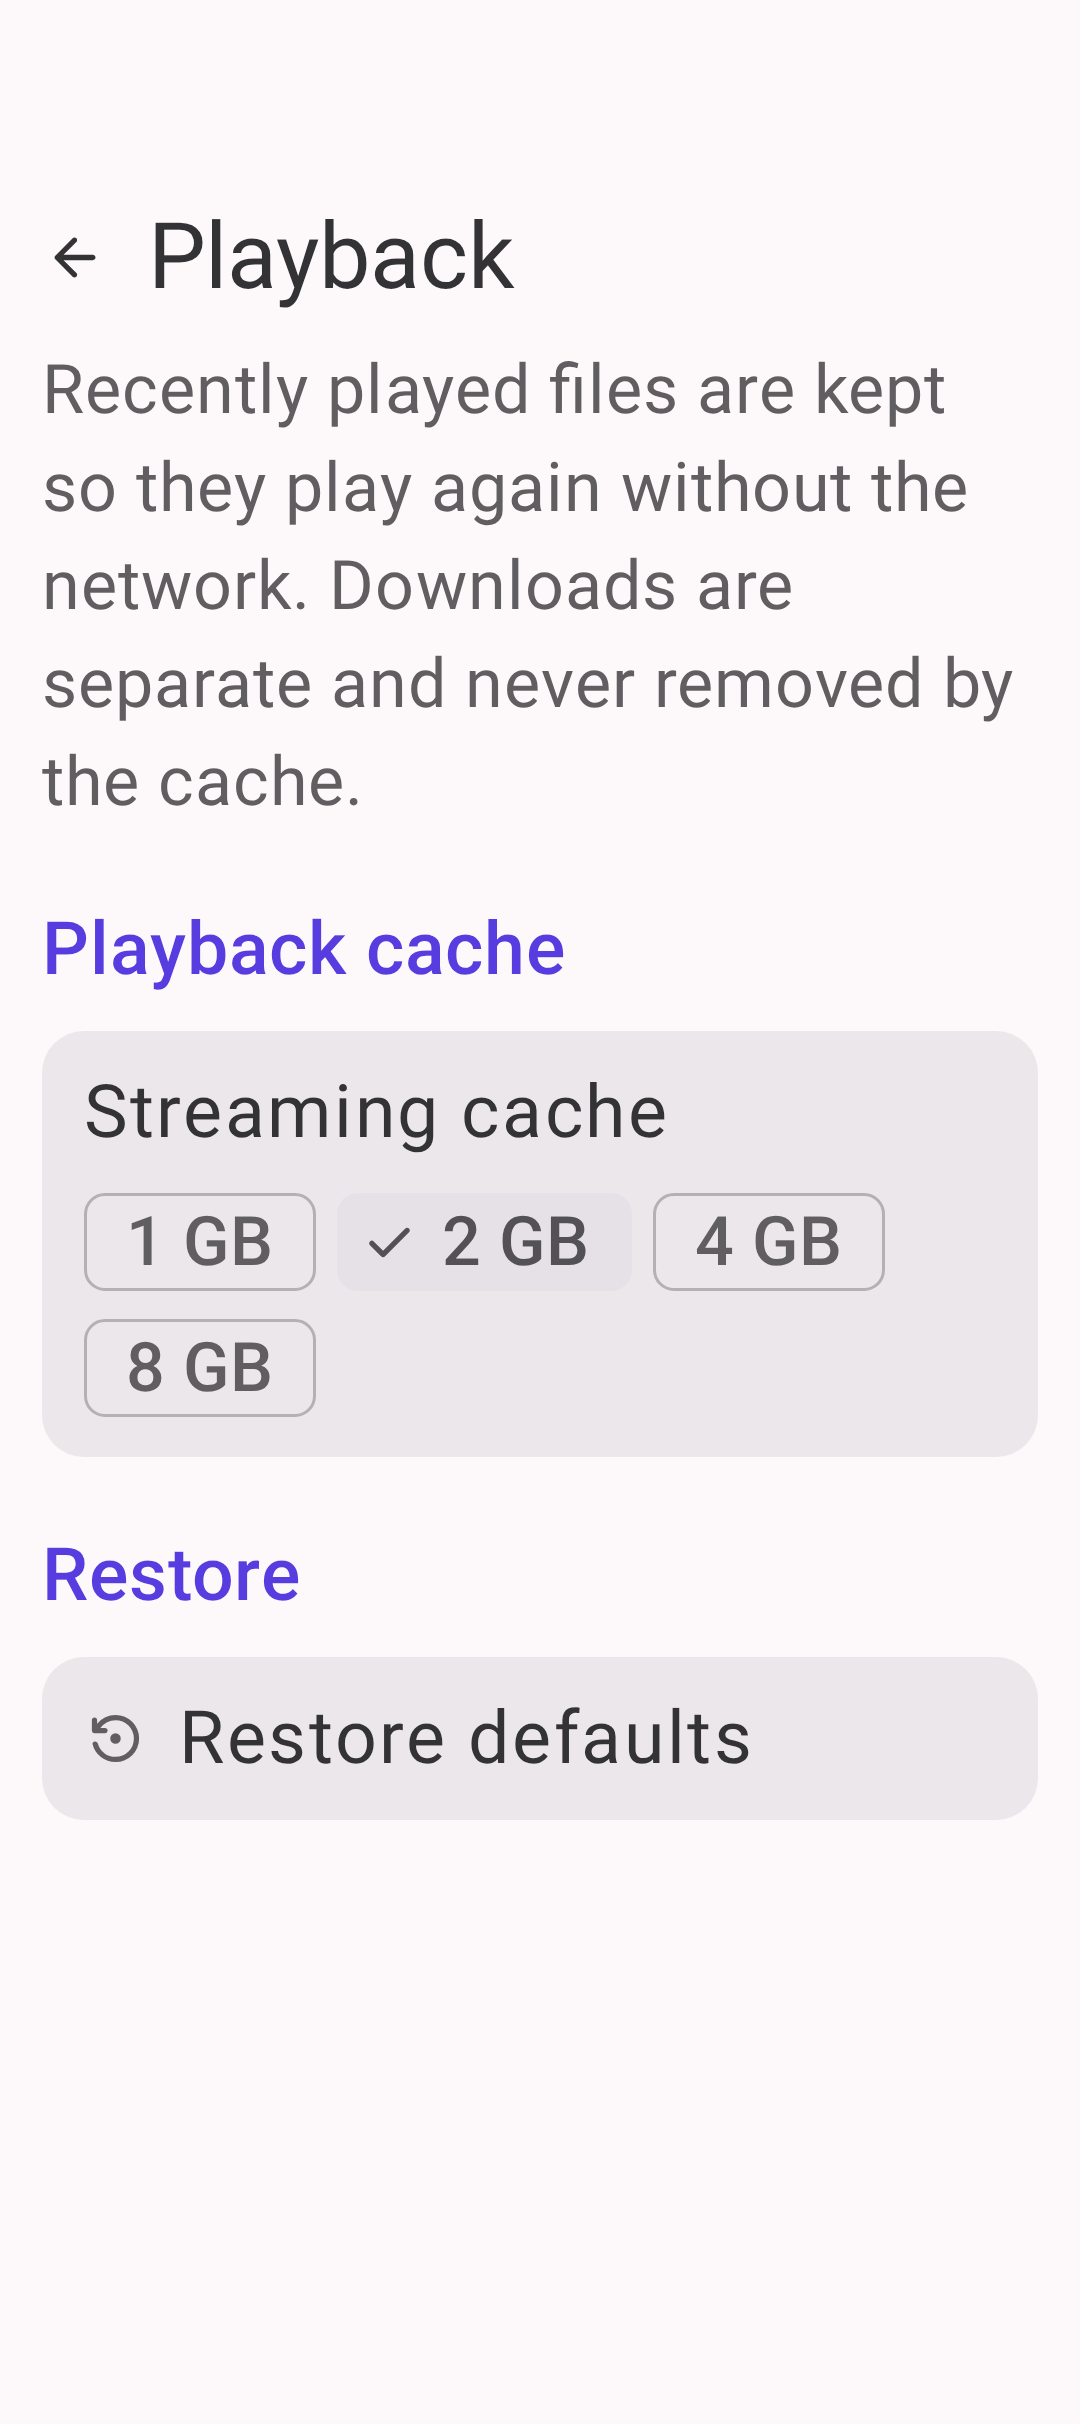 Playback
Recently played files are kept
so they play again without the
network. Downloads are
separate and never removed by
the cache.
Playback cache
Streaming cache
1 GB
2 GB
4 GB
8 GB
Restore
Restore defaults